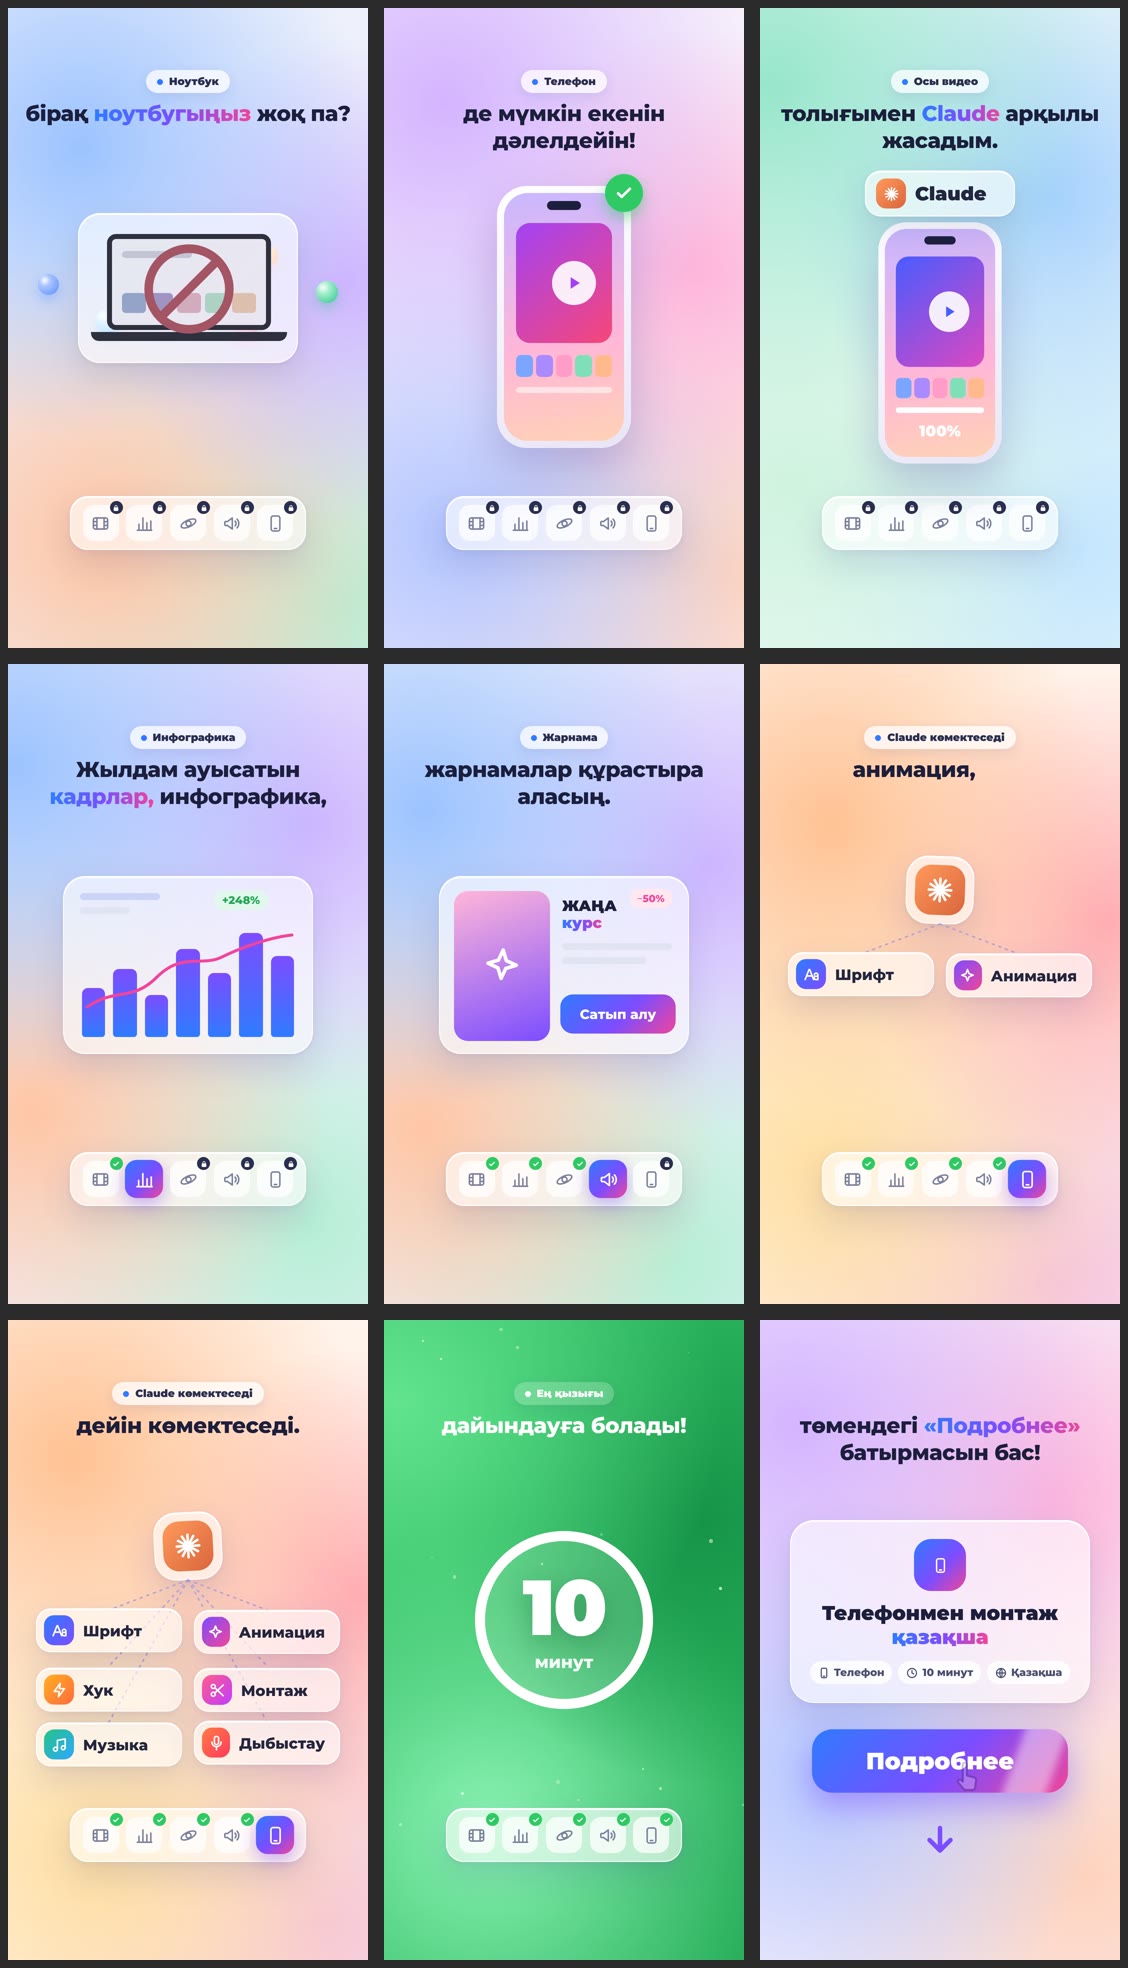 Ноутбук
бірақ ноутбугыңыз жоқ па?
Телефон
де мүмкін екенін
дәлелдейін!
Осы видео
толығымен Claude арқылы
жасадым.
Claude
100%
Инфографика
Жылдам ауысатын
кадрлар, инфографика,
+248%
Жарнама
жарнамалар құрастыра
аласың.
ЖАҢА
курс
−50%
Сатып алу
Claude көмектеседі
анимация,
Шрифт
Анимация
Claude көмектеседі
дейін көмектеседі.
Шрифт
Анимация
Хук
Монтаж
Музыка
Дыбыстау
Ең қызығы
дайындауға болады!
10
минут
төмендегі «Подробнее»
батырмасын бас!
Телефонмен монтаж
қазақша
Телефон
10 минут
Қазақша
Подробнее